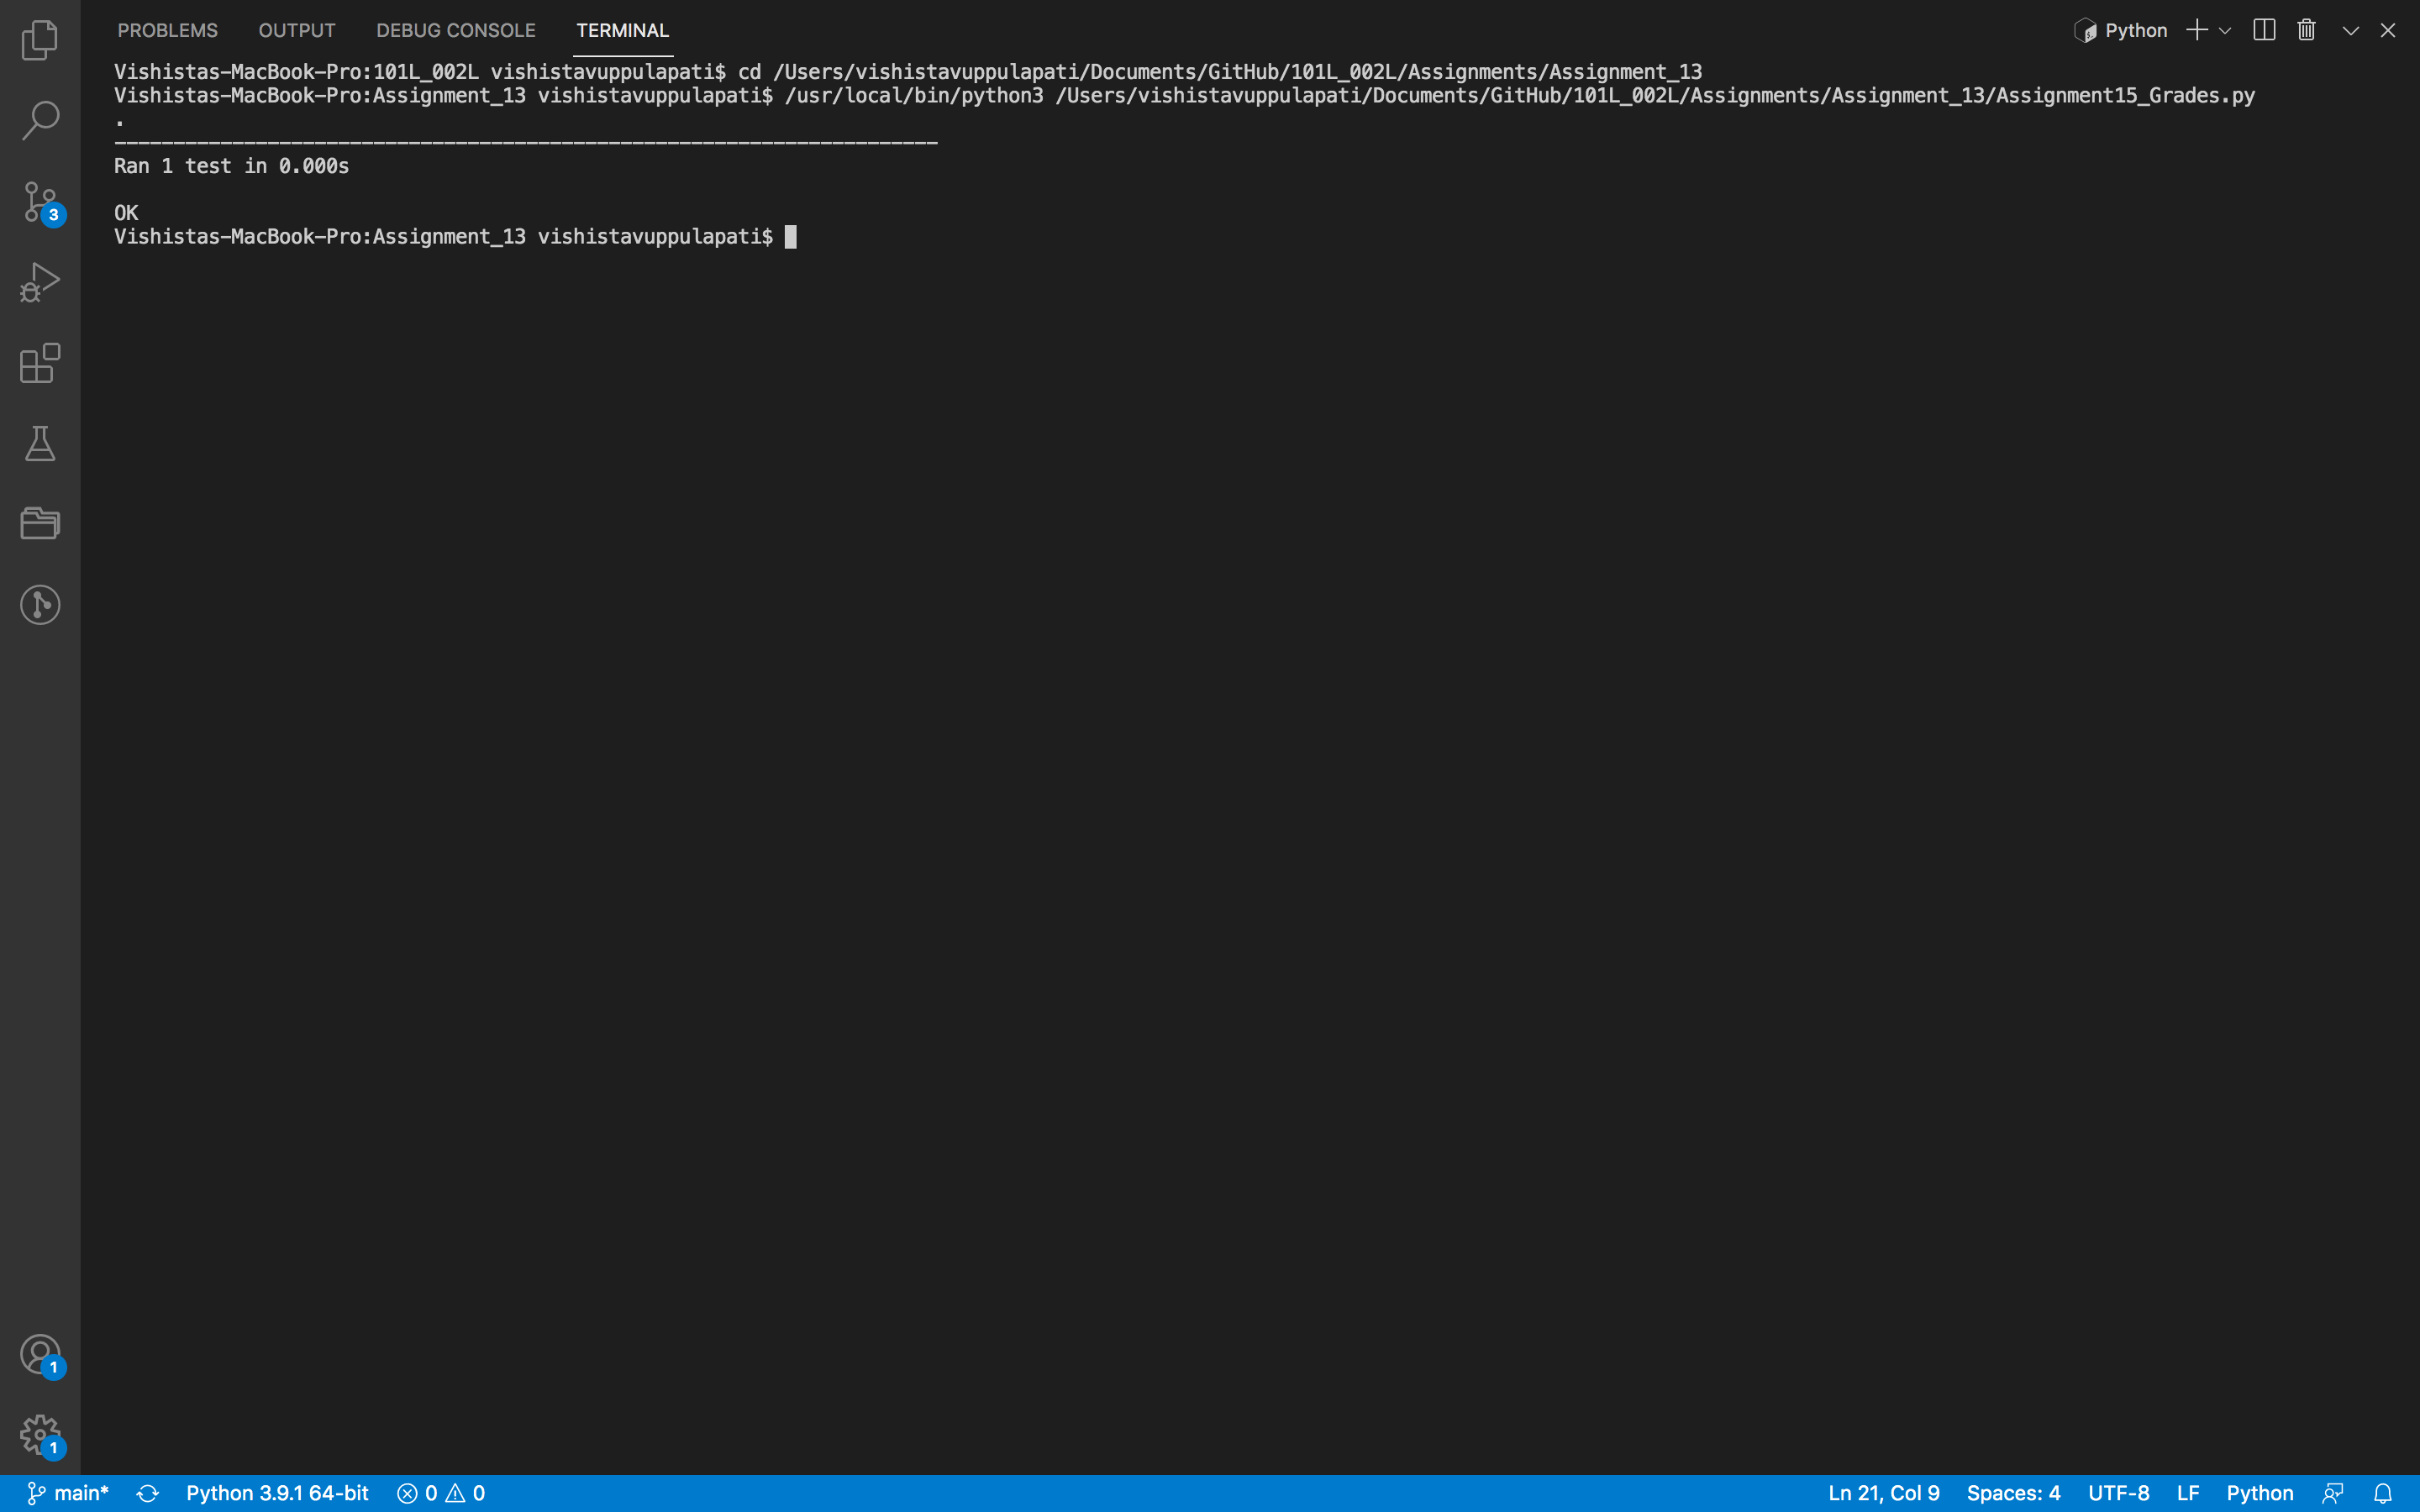 PROBLEMS OUTPUT DEBUG CONSOLE TERMINAL Python
Vishistas-MacBook-Pro:101L_002L vishistavuppulapati$ cd /Users/vishistavuppulapati/Documents/GitHub/101L_002L/Assignments/Assignment_13
Vishistas-MacBook-Pro:Assignment_13 vishistavuppulapati$ /usr/local/bin/python3 /Users/vishistavuppulapati/Documents/GitHub/101L_002L/Assignments/Assignment_13/Assignment15_Grades.py
.
----------------------------------------------------------------------
Ran 1 test in 0.000s
OK
Vishistas-MacBook-Pro:Assignment_13 vishistavuppulapati$
3
1
1
main* Python 3.9.1 64-bit 0 0 Ln 21, Col 9 Spaces: 4 UTF-8 LF Python